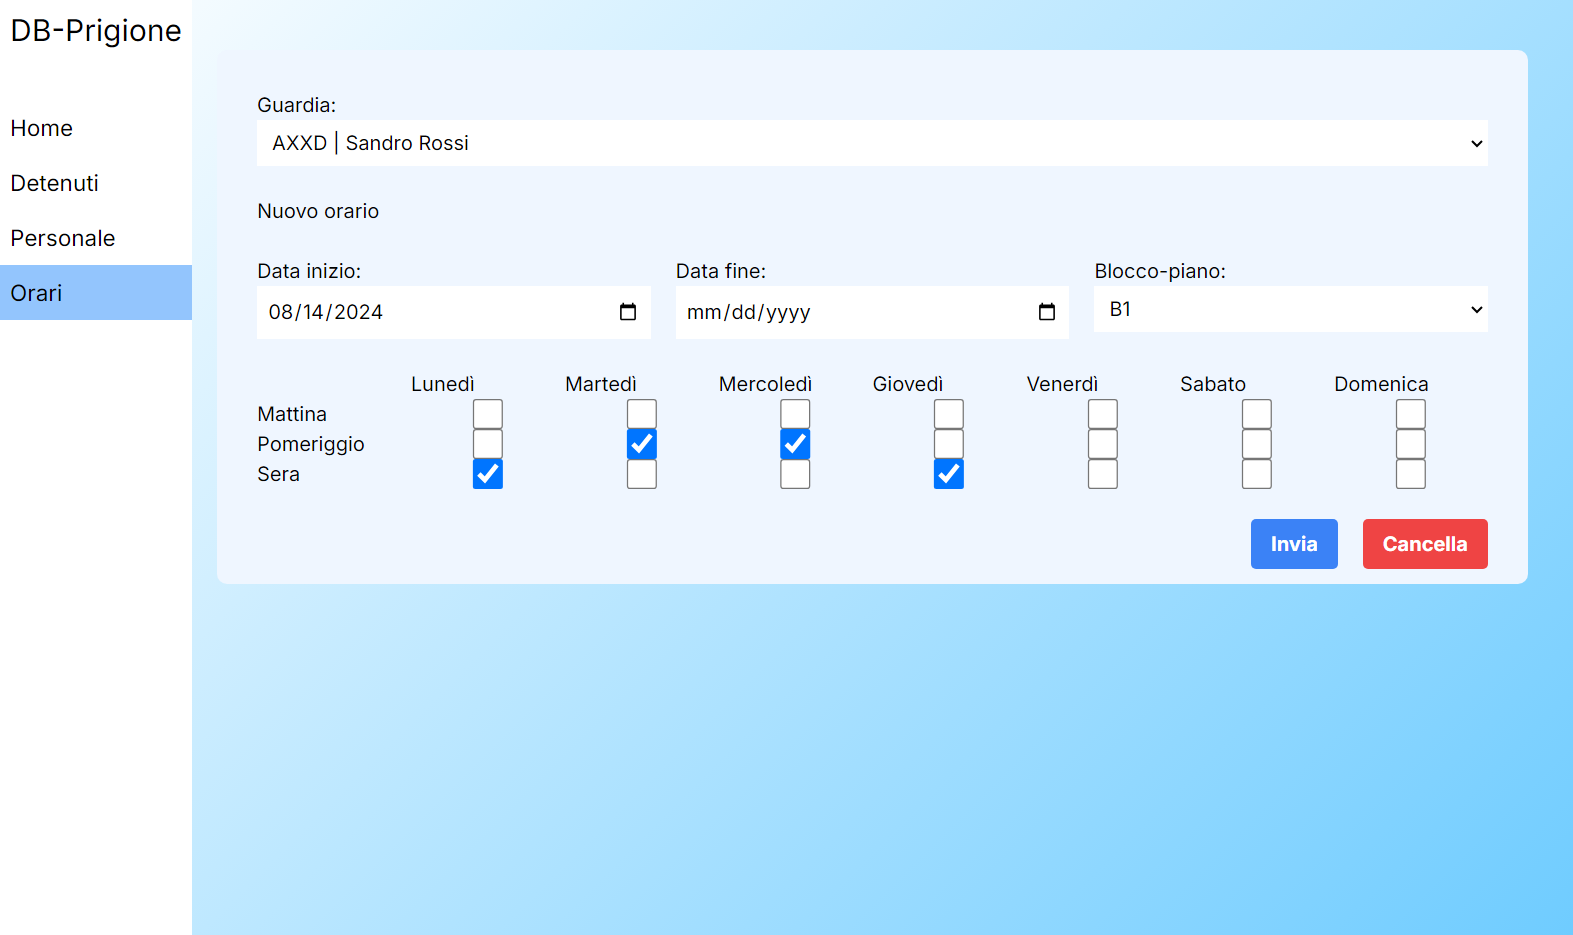 DB-Prigione
Home
Detenuti
Personale
Orari
Guardia:
AXXD | Sandro Rossi
Nuovo orario
Data inizio: Data fine: Blocco-piano:
08/14/2024 mm/dd/yyyy B1
Lunedì Martedì Mercoledì Giovedì Venerdì Sabato Domenica
Mattina
Pomeriggio
Sera
Invia Cancella